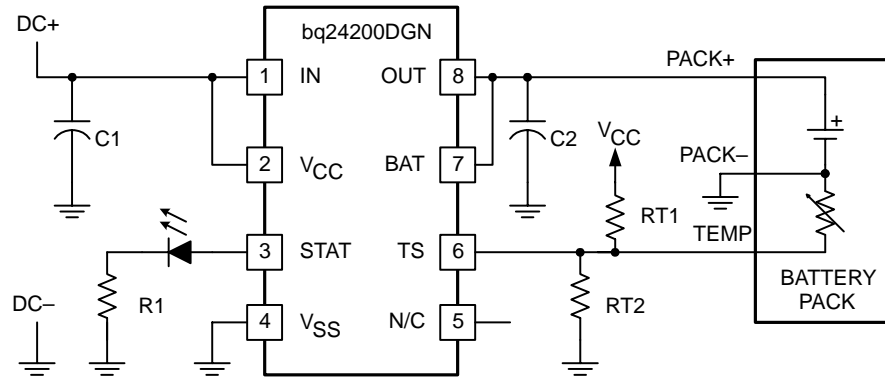 DC+
bq24200DGN
1 IN OUT 8
PACK+
C1
C2
VCC
+
2 VCC BAT 7
PACK–
RT1
3 STAT TS 6
TEMP
BATTERY
PACK
DC–
R1
RT2
4 VSS N/C 5